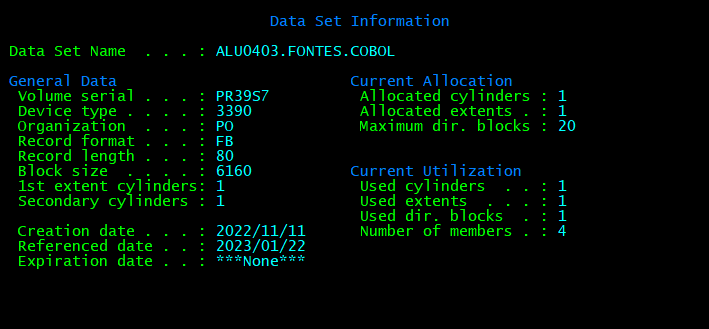 Data Set Information
Data Set Name . . . : ALU0403.FONTES.COBOL
General Data Current Allocation
Volume serial . . . : PR39S7 Allocated cylinders : 1
Device type . . . . : 3390 Allocated extents . : 1
Organization . . . : PO Maximum dir. blocks : 20
Record format . . . : FB
Record length . . . : 80
Block size . . . . : 6160 Current Utilization
1st extent cylinders: 1 Used cylinders . . : 1
Secondary cylinders : 1 Used extents . . . : 1
Used dir. blocks . : 1
Creation date . . . : 2022/11/11 Number of members . : 4
Referenced date . . : 2023/01/22
Expiration date . . : ***None***